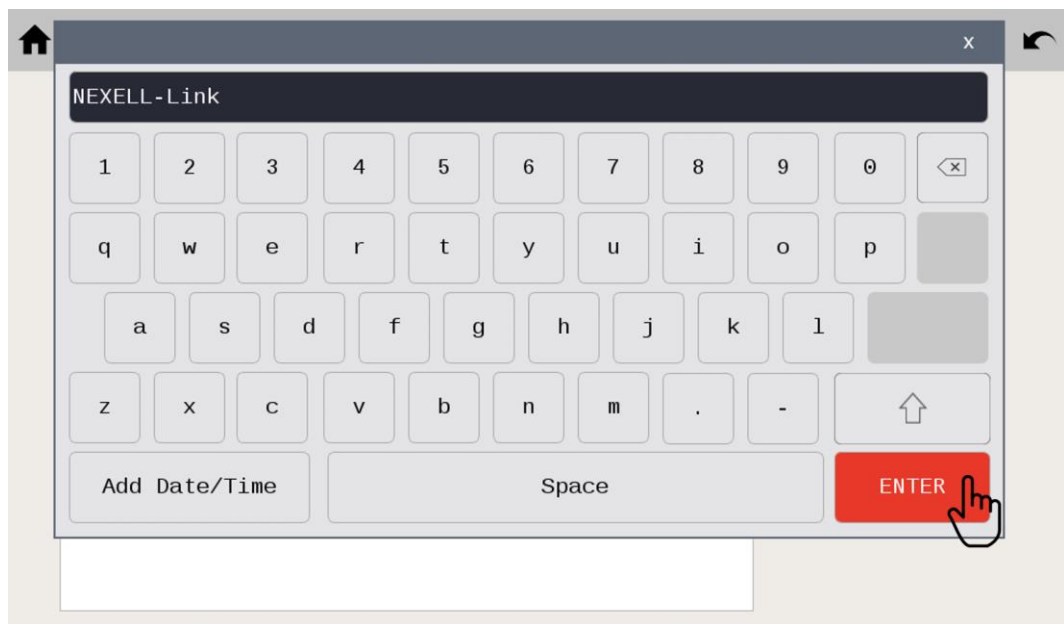 x
NEXELL-Link
1 2 3 4 5 6 7 8 9 0
q w e r t y u i o p
a s d f g h j k l
z x c v b n m . -
Add Date/Time Space ENTER